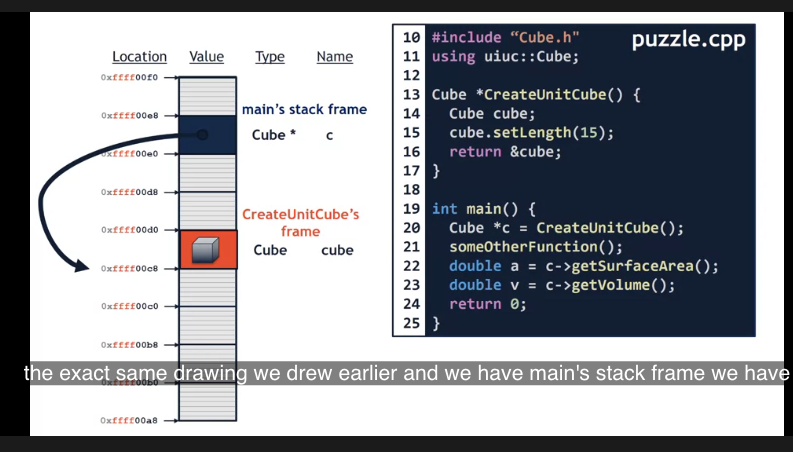 Location Value Type Name
0xffff00f0
main's stack frame
0xffff00e8
Cube * c
0xffff00e0
0xffff00d8
CreateUnitCube's
frame
0xffff00d0
Cube cube
0xffff00c8
0xffff00c0
0xffff00b8
0xffff00b0
0xffff00a8
puzzle.cpp
10 #include “Cube.h"
11 using uiuc::Cube;
12
13 Cube *CreateUnitCube() {
14 Cube cube;
15 cube.setLength(15);
16 return &cube;
17 }
18
19 int main() {
20 Cube *c = CreateUnitCube();
21 someOtherFunction();
22 double a = c->getSurfaceArea();
23 double v = c->getVolume();
24 return 0;
25 }
the exact same drawing we drew earlier and we have main's stack frame we have